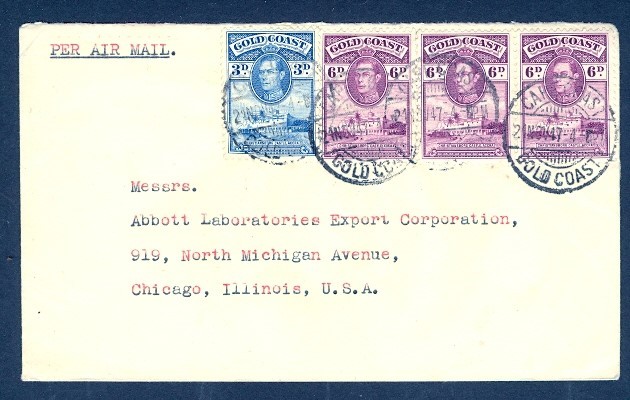 PER AIR MAIL.
GOLD COAST GOLD COAST GOLD COAST GOLD COAST
3D 3D 6D 6D 6D 6D 6D 6D
GOLD COAST GOLD COAST
Messrs.
Abbott Laboratories Export Corporation,
919, North Michigan Avenue,
Chicago, Illinois, U.S.A.